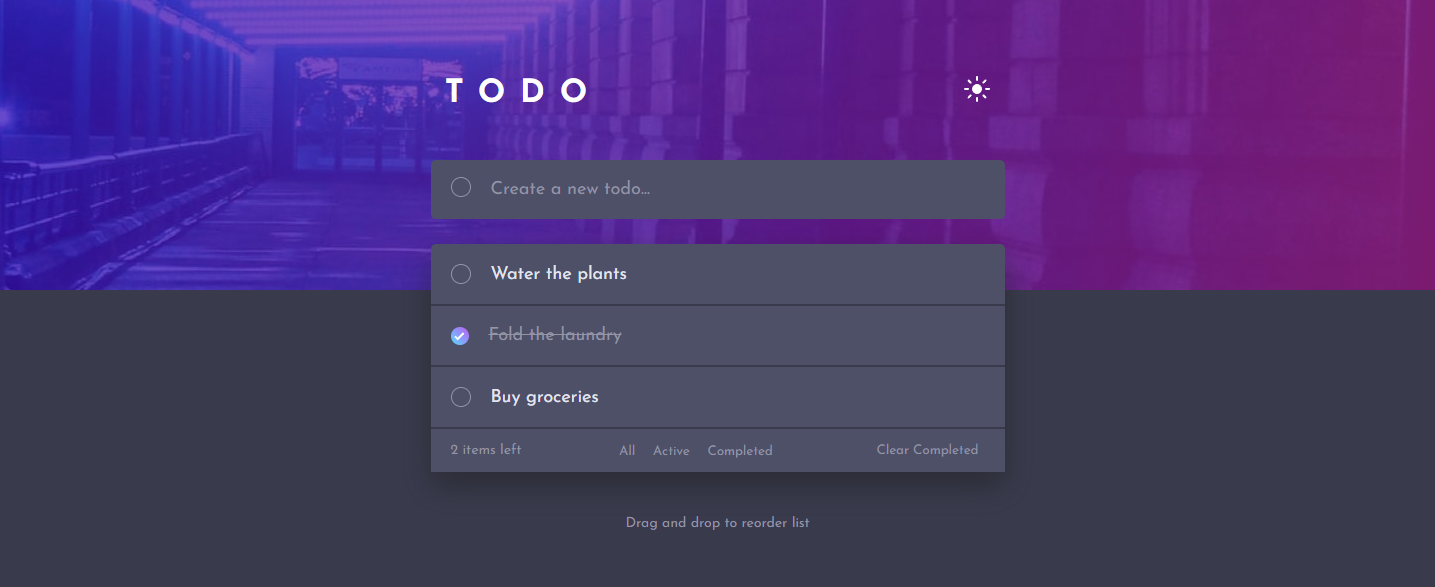 TODO
Create a new todo...
Water the plants
Fold the laundry
Buy groceries
2 items left All Active Completed Clear Completed
Drag and drop to reorder list